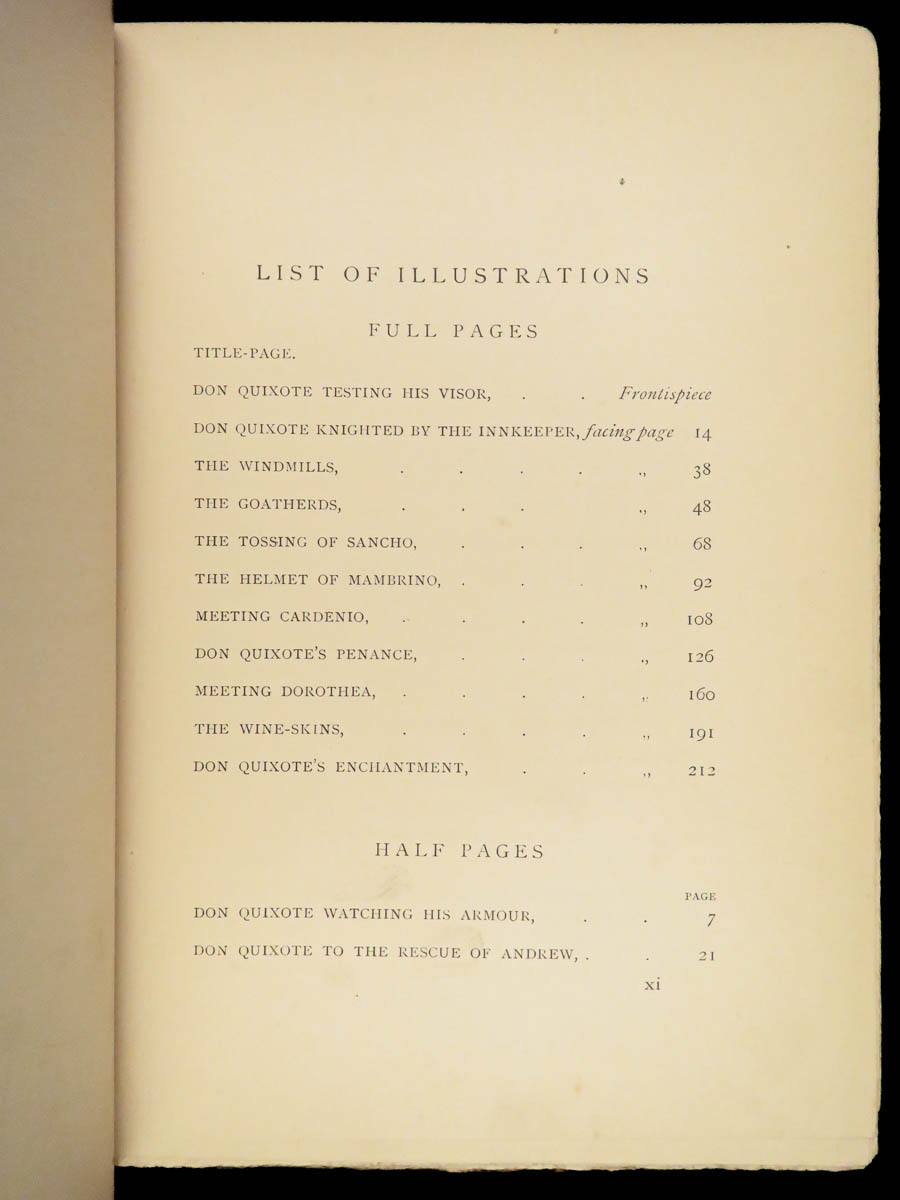 LIST OF ILLUSTRATIONS
FULL PAGES
TITLE-PAGE.
DON QUIXOTE TESTING HIS VISOR, . . Frontispiece
DON QUIXOTE KNIGHTED BY THE INNKEEPER, facing page 14
THE WINDMILLS, . . . . ,, 38
THE GOATHERDS, . . . ,, 48
THE TOSSING OF SANCHO, . . . ,, 68
THE HELMET OF MAMBRINO, . . . ,, 92
MEETING CARDENIO, . . . . ,, 108
DON QUIXOTE'S PENANCE, . . . ,, 126
MEETING DOROTHEA, . . . . ,, 160
THE WINE-SKINS, . . . . ,, 191
DON QUIXOTE'S ENCHANTMENT, . . ,, 212
HALF PAGES
PAGE
DON QUIXOTE WATCHING HIS ARMOUR, . . 7
DON QUIXOTE TO THE RESCUE OF ANDREW, . . 21
xi